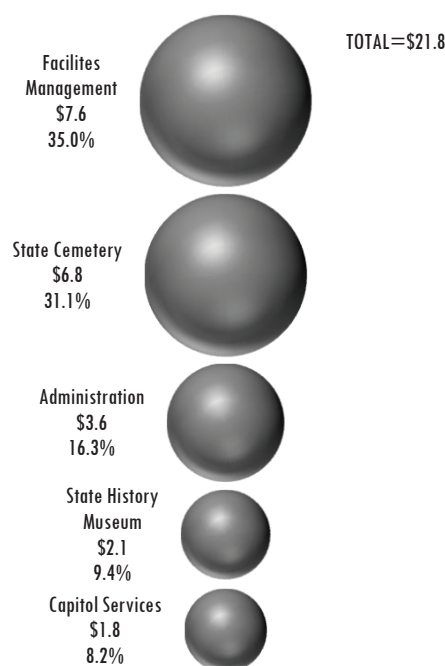 TOTAL=$21.8
Facilites
Management
$7.6
35.0%
State Cemetery
$6.8
31.1%
Administration
$3.6
16.3%
State History
Museum
$2.1
9.4%
Capitol Services
$1.8
8.2%